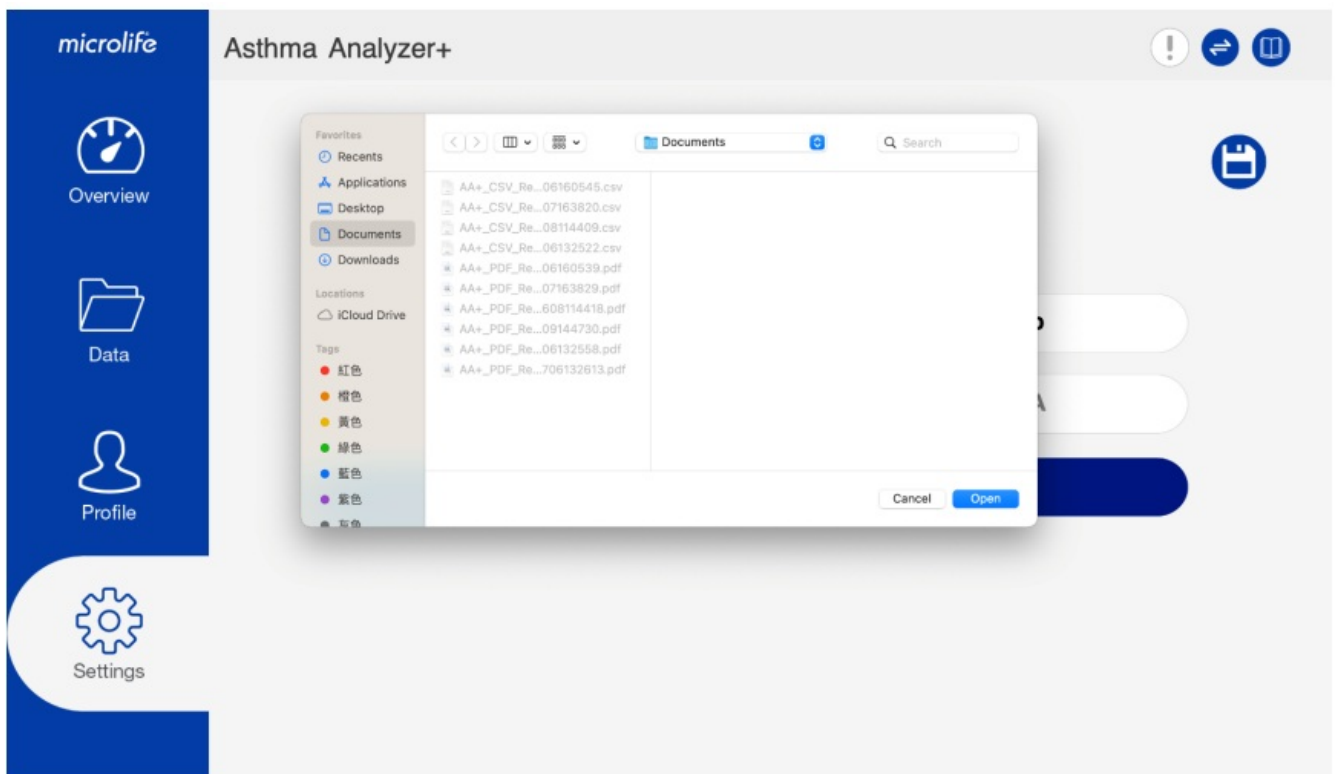 microlife
Asthma Analyzer+
Overview
Data
Profile
Settings
Favorites
Recents
Applications
Desktop
Documents
Downloads
Locations
iCloud Drive
Tags
紅色
橙色
黃色
綠色
藍色
紫色
Documents
Search
AA+_CSV_Re...06160545.csv
AA+_CSV_Re...07163820.csv
AA+_CSV_Re...08114409.csv
AA+_CSV_Re...06132522.csv
AA+_PDF_Re...06160539.pdf
AA+_PDF_Re...07163829.pdf
AA+_PDF_Re...608114418.pdf
AA+_PDF_Re...09144730.pdf
AA+_PDF_Re...06132558.pdf
AA+_PDF_Re...706132613.pdf
Cancel Open